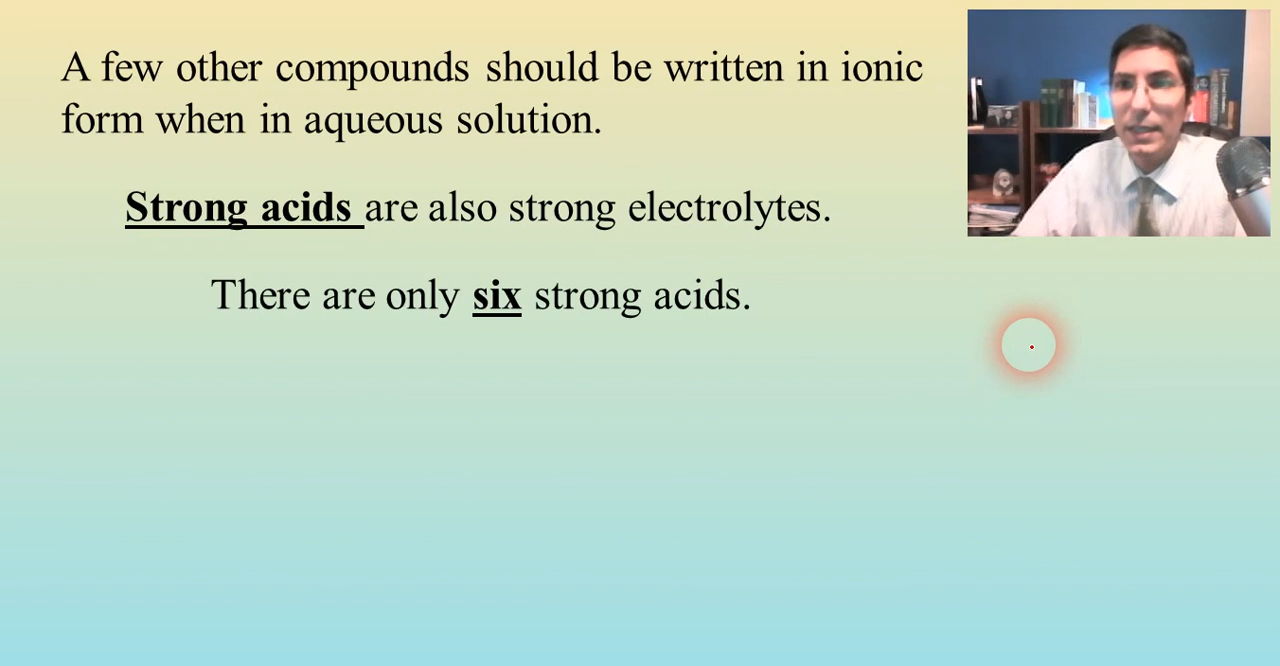 A few other compounds should be written in ionic
form when in aqueous solution.
Strong acids are also strong electrolytes.
There are only six strong acids.